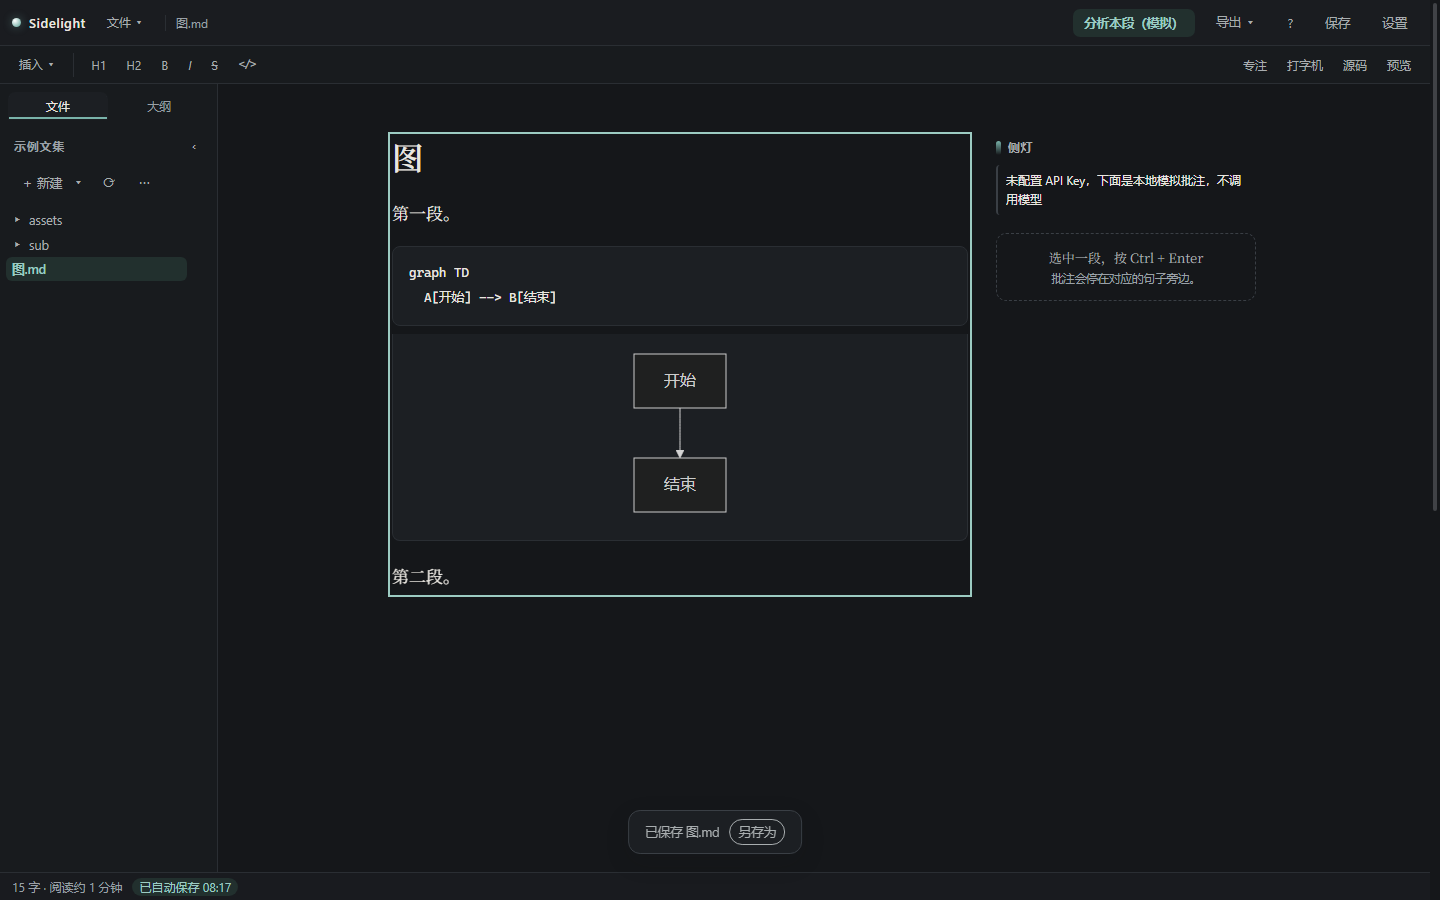 Sidelight 文件 图.md 分析本段（模拟） 导出 ? 保存 设置
插入 H1 H2 B I S </> 专注 打字机 源码 预览
文件 大纲
示例文集
+ 新建 ...
assets
sub
图.md
图
第一段。
graph TD
A[开始] --> B[结束]
开始
结束
第二段。
侧灯
未配置 API Key，下面是本地模拟批注，不调
用模型
选中一段，按 Ctrl + Enter
批注会停在对应的句子旁边。
已保存 图.md 另存为
15 字 · 阅读约 1 分钟 已自动保存 08:17